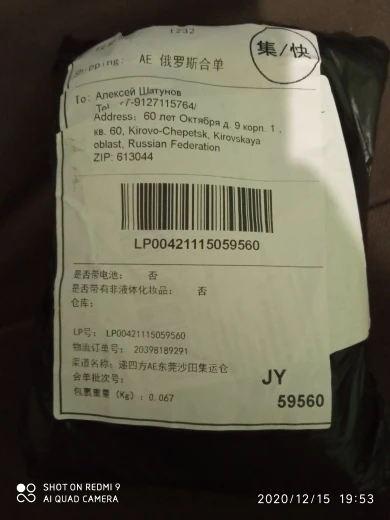 1232
Shipping: AE 俄罗斯合单
集/快
To: Алексей Шатунов
Tel +7-9127115764/
Address: 60 лет Октября д. 9 корп. 1,
кв. 60, Kirovo-Chepetsk, Kirovskaya
oblast, Russian Federation
ZIP: 613044
LP00421115059560
是否带电池: 否
是否带有非液体化妆品: 否
仓库:
LP号: LP00421115059560
物流订单号: 20398189291
渠道名称: 递四方AE东莞沙田集运仓
合单批次号:
包裹重量 (Kg): 0.067
JY
59560
SHOT ON REDMI 9
AI QUAD CAMERA
2020/12/15 19:53